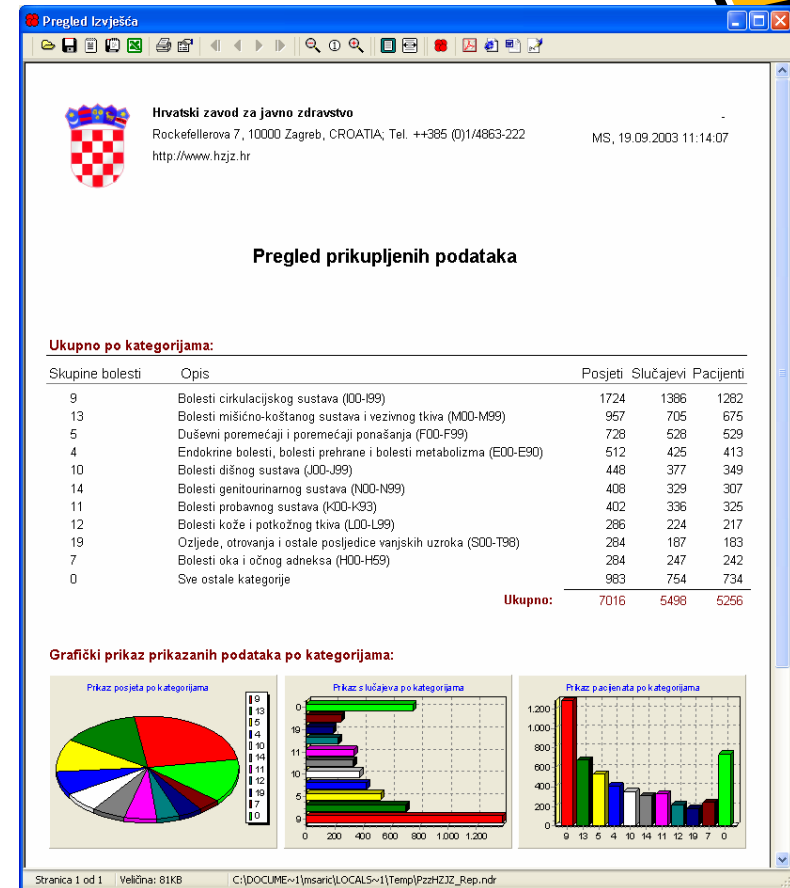 Pregled Izvješća
Hrvatski zavod za javno zdravstvo
Rockefellerova 7, 10000 Zagreb, CROATIA; Tel. ++385 (0)1/4863-222
http://www.hzjz.hr
-
MS, 19.09.2003 11:14:07
Pregled prikupljenih podataka
Ukupno po kategorijama:
Skupine bolesti Opis Posjeti Slučajevi Pacijenti
9 Bolesti cirkulacijskog sustava (I00-I99) 1724 1386 1282
13 Bolesti mišićno-koštanog sustava i vezivnog tkiva (M00-M99) 957 705 675
5 Duševni poremećaji i poremećaji ponašanja (F00-F99) 728 528 529
4 Endokrine bolesti, bolesti prehrane i bolesti metabolizma (E00-E90) 512 425 413
10 Bolesti dišnog sustava (J00-J99) 448 377 349
14 Bolesti genitourinarnog sustava (N00-N99) 408 329 307
11 Bolesti probavnog sustava (K00-K93) 402 336 325
12 Bolesti kože i potkožnog tkiva (L00-L99) 286 224 217
19 Ozljede, otrovanja i ostale posljedice vanjskih uzroka (S00-T98) 284 187 183
7 Bolesti oka i očnog adneksa (H00-H59) 284 247 242
0 Sve ostale kategorije 983 754 734
Ukupno: 7016 5498 5256
Grafički prikaz prikazanih podataka po kategorijama:
Prikaz posjeta po kategorijama
9
13
5
4
10
14
11
12
19
7
0
Prikaz slučajeva po kategorijama
0
19
11
10
5
9
0 200 400 600 800 1.000 1.200
Prikaz pacijenata po kategorijama
1.200
1.000
800
600
400
200
0
9 13 5 4 10 14 11 12 19 7 0
Stranica 1 od 1 Veličina: 81KB C:\DOCUME~1\msaric\LOCALS~1\Temp\PzzHZJZ_Rep.ndr